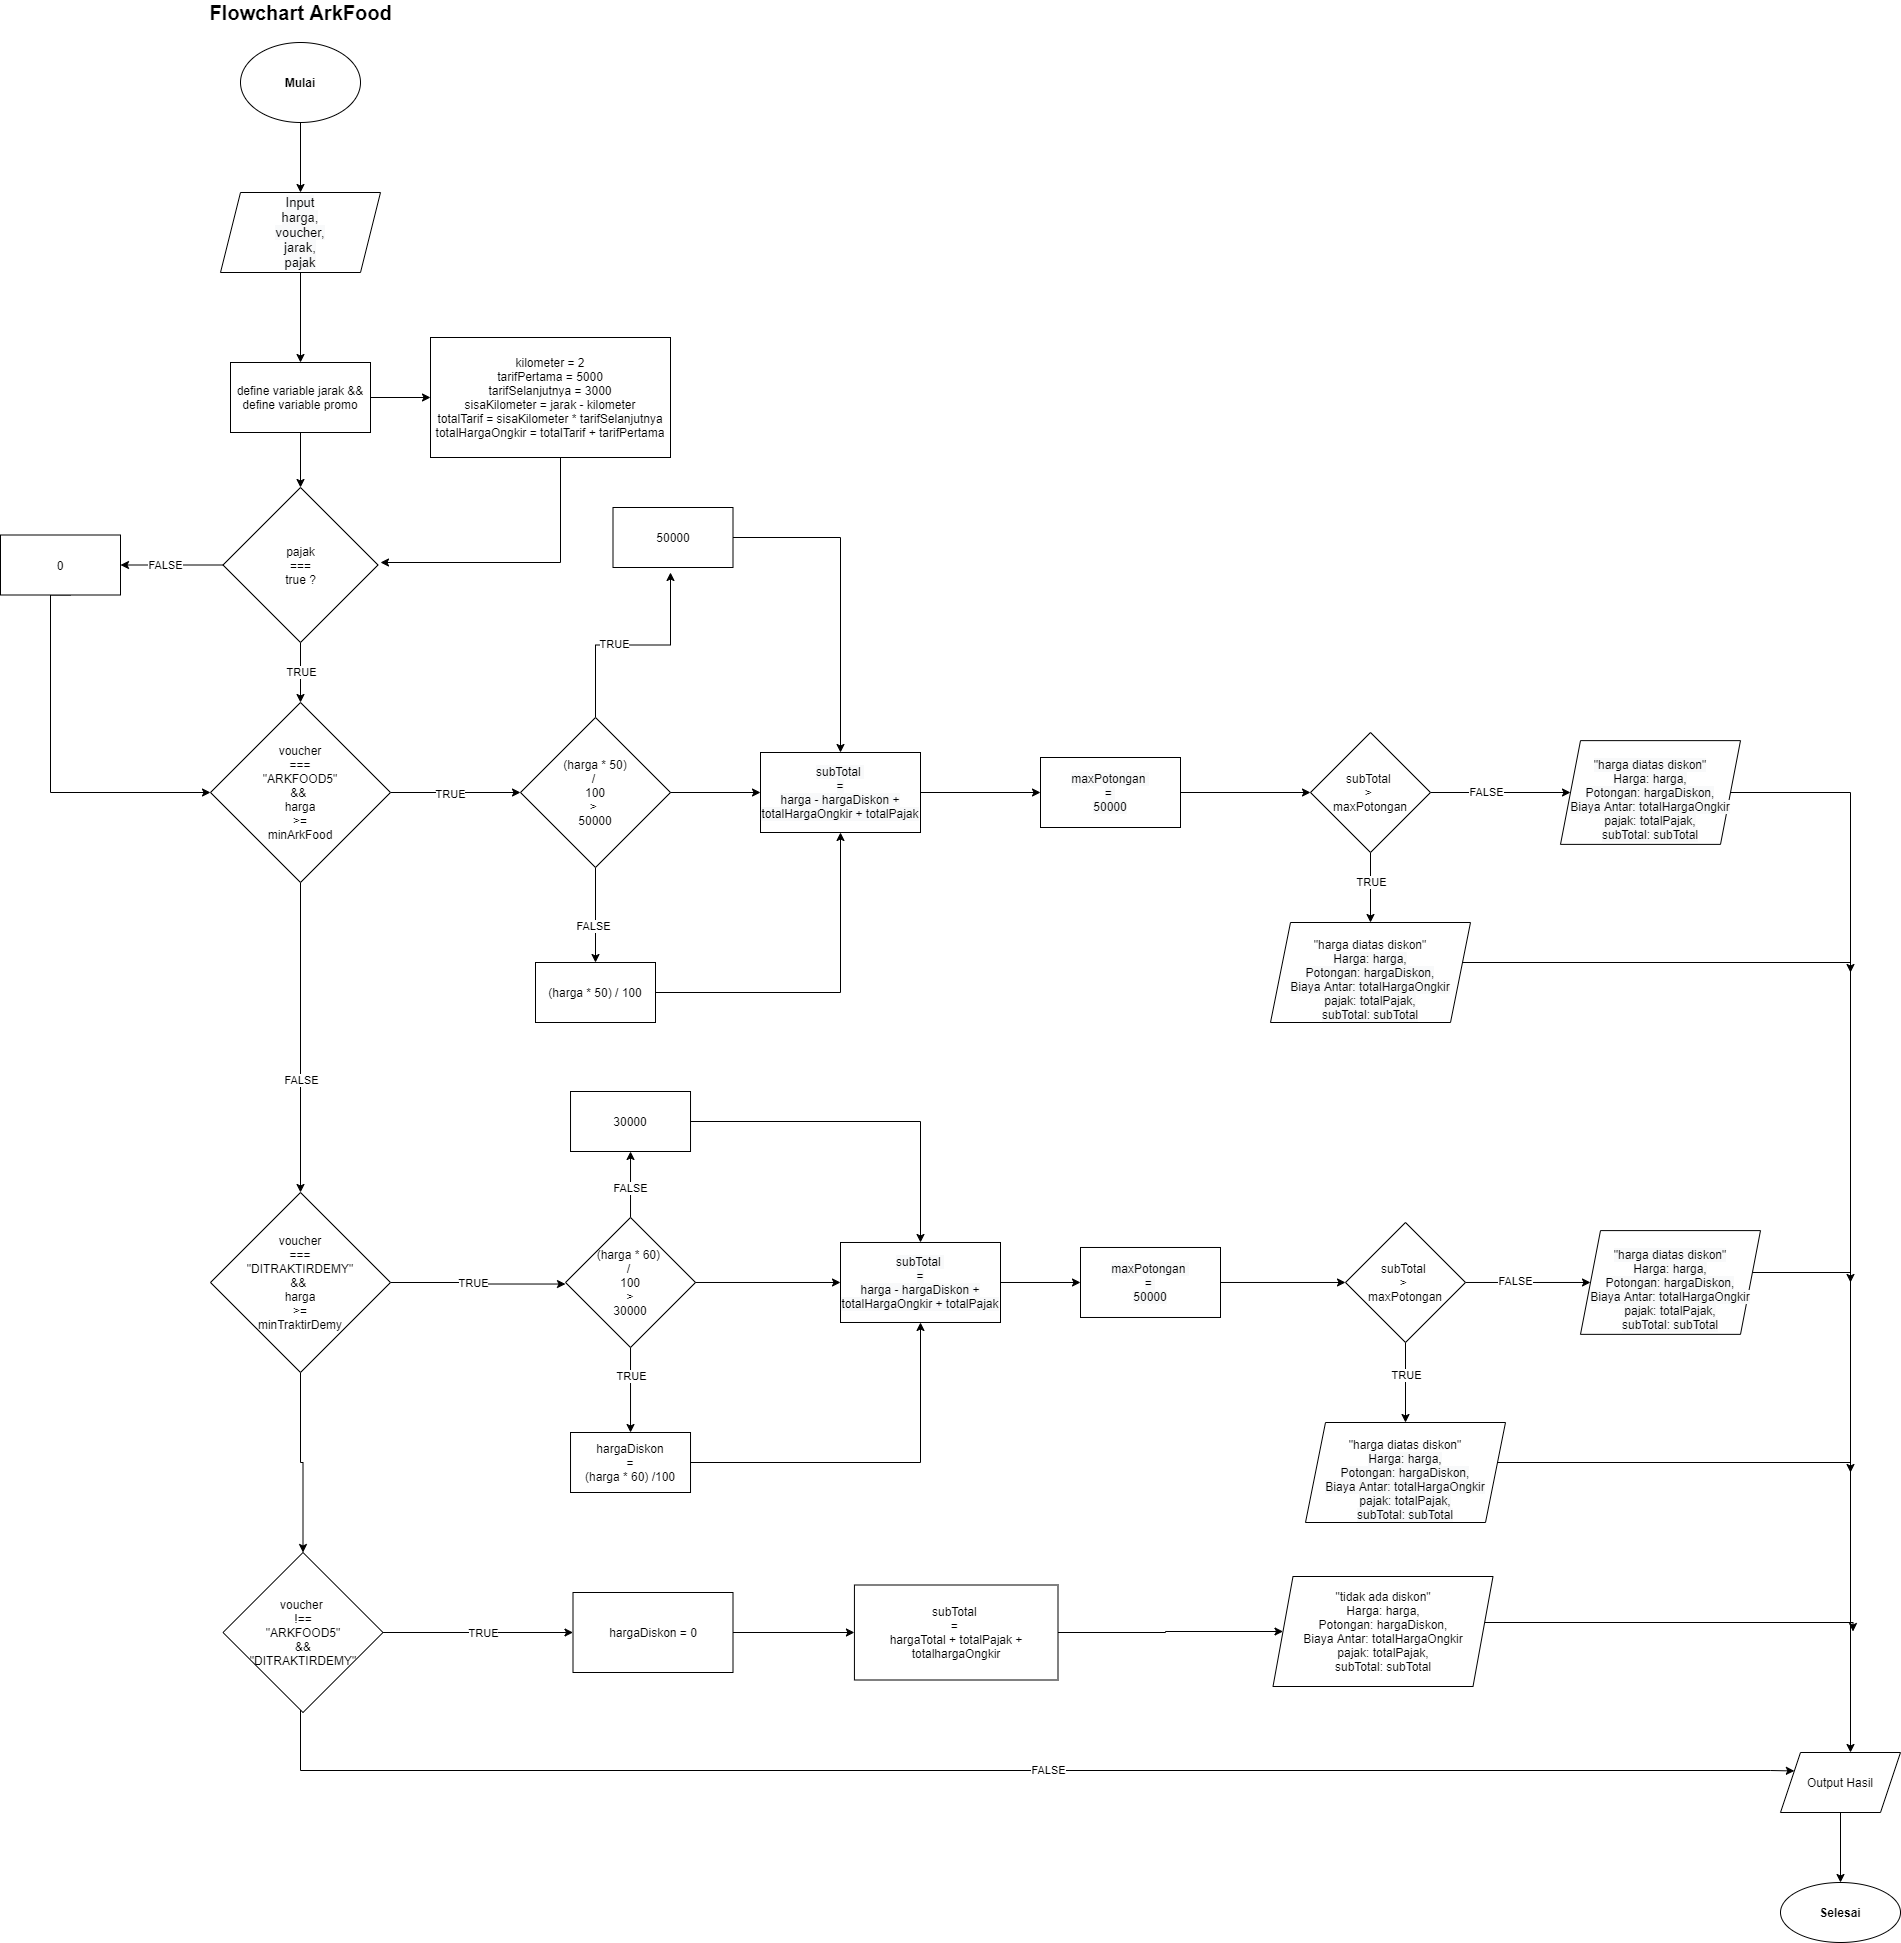 Flowchart ArkFood
Mulai
Input
harga,
voucher,
jarak,
pajak
define variable jarak &&
define variable promo
kilometer = 2
tarifPertama = 5000
tarifSelanjutnya = 3000
sisaKilometer = jarak - kilometer
totalTarif = sisaKilometer * tarifSelanjutnya
totalHargaOngkir = totalTarif + tarifPertama
pajak
===
true ?
FALSE
0
TRUE
voucher
===
"ARKFOOD5"
&&
harga
>=
minArkFood
TRUE
(harga * 50)
/
100
>
50000
TRUE
50000
FALSE
(harga * 50) / 100
subTotal
=
harga - hargaDiskon +
totalHargaOngkir + totalPajak
maxPotongan
=
50000
subTotal
>
maxPotongan
FALSE
"harga diatas diskon"
Harga: harga,
Potongan: hargaDiskon,
Biaya Antar: totalHargaOngkir
pajak: totalPajak,
subTotal: subTotal
TRUE
"harga diatas diskon"
Harga: harga,
Potongan: hargaDiskon,
Biaya Antar: totalHargaOngkir
pajak: totalPajak,
subTotal: subTotal
FALSE
voucher
===
"DITRAKTIRDEMY"
&&
harga
>=
minTraktirDemy
TRUE
(harga * 60)
/
100
>
30000
FALSE
30000
TRUE
hargaDiskon
=
(harga * 60) /100
subTotal
=
harga - hargaDiskon +
totalHargaOngkir + totalPajak
maxPotongan
=
50000
subTotal
>
maxPotongan
FALSE
"harga diatas diskon"
Harga: harga,
Potongan: hargaDiskon,
Biaya Antar: totalHargaOngkir
pajak: totalPajak,
subTotal: subTotal
TRUE
"harga diatas diskon"
Harga: harga,
Potongan: hargaDiskon,
Biaya Antar: totalHargaOngkir
pajak: totalPajak,
subTotal: subTotal
voucher
!==
"ARKFOOD5"
&&
"DITRAKTIRDEMY"
TRUE
hargaDiskon = 0
subTotal
=
hargaTotal + totalPajak +
totalhargaOngkir
"tidak ada diskon"
Harga: harga,
Potongan: hargaDiskon,
Biaya Antar: totalHargaOngkir
pajak: totalPajak,
subTotal: subTotal
FALSE
Output Hasil
Selesai